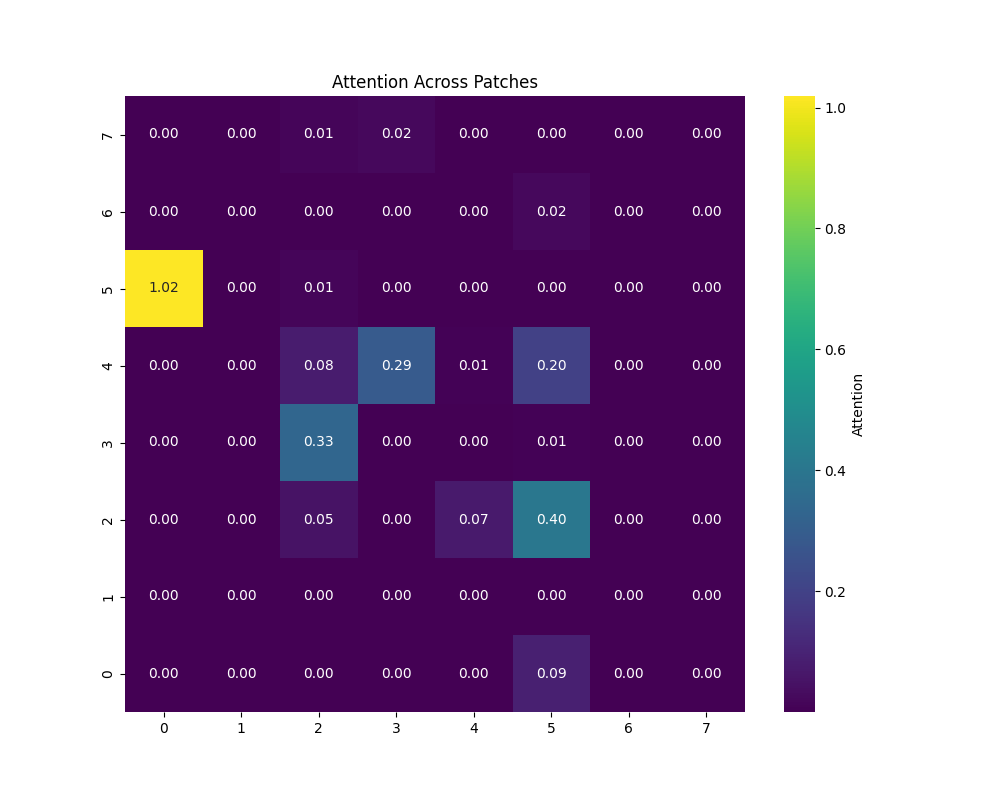 Attention Across Patches
7 0.00 0.00 0.01 0.02 0.00 0.00 0.00 0.00
6 0.00 0.00 0.00 0.00 0.00 0.02 0.00 0.00
5 1.02 0.00 0.01 0.00 0.00 0.00 0.00 0.00
4 0.00 0.00 0.08 0.29 0.01 0.20 0.00 0.00
3 0.00 0.00 0.33 0.00 0.00 0.01 0.00 0.00
2 0.00 0.00 0.05 0.00 0.07 0.40 0.00 0.00
1 0.00 0.00 0.00 0.00 0.00 0.00 0.00 0.00
0 0.00 0.00 0.00 0.00 0.00 0.09 0.00 0.00
0 1 2 3 4 5 6 7
1.0
0.8
0.6
0.4
0.2
Attention